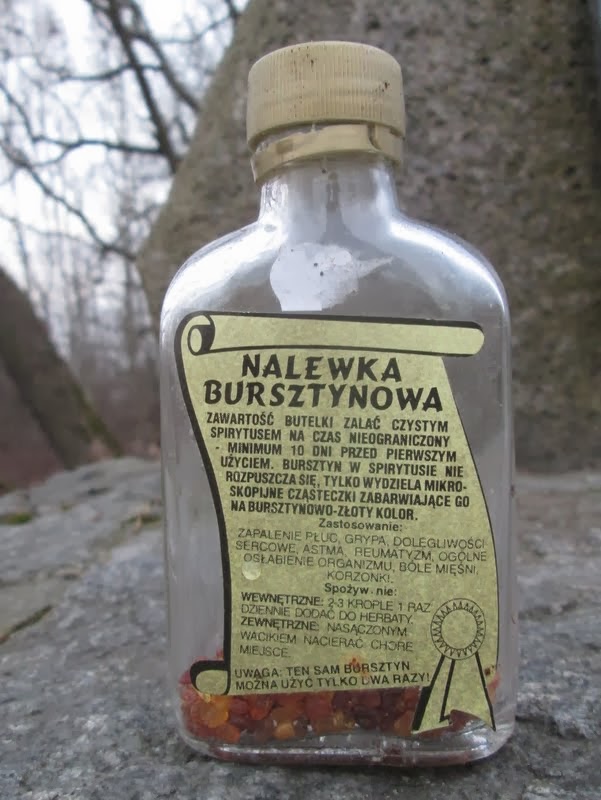 NALEWKA
BURSZTYNOWA
ZAWARTOŚĆ BUTELKI ZALAĆ CZYSTYM
SPIRYTUSEM NA CZAS NIEOGRANICZONY
- MINIMUM 10 DNI PRZED PIERWSZYM
UŻYCIEM. BURSZTYN W SPIRYTUSIE NIE
ROZPUSZCZA SIĘ, TYLKO WYDZIELA MIKRO-
SKOPIJNE CZĄSTECZKI ZABARWIAJĄCE GO
NA BURSZTYNOWO-ZŁOTY KOLOR.
Zastosowanie:
ZAPALENIE PŁUC, GRYPA, DOLEGLIWOŚCI
SERCOWE, ASTMA, REUMATYZM, OGÓLNE
OSŁABIENIE ORGANIZMU, BÓLE MIĘŚNI,
KORZONKI.
Spożywanie:
WEWNĘTRZNE: 2-3 KROPLE 1 RAZ
DZIENNIE DODAĆ DO HERBATY.
ZEWNĘTRZNE: NASĄCZONYM
WACIKIEM NACIERAĆ CHORE
MIEJSCE.
UWAGA: TEN SAM BURSZTYN
MOŻNA UŻYĆ TYLKO DWA RAZY!